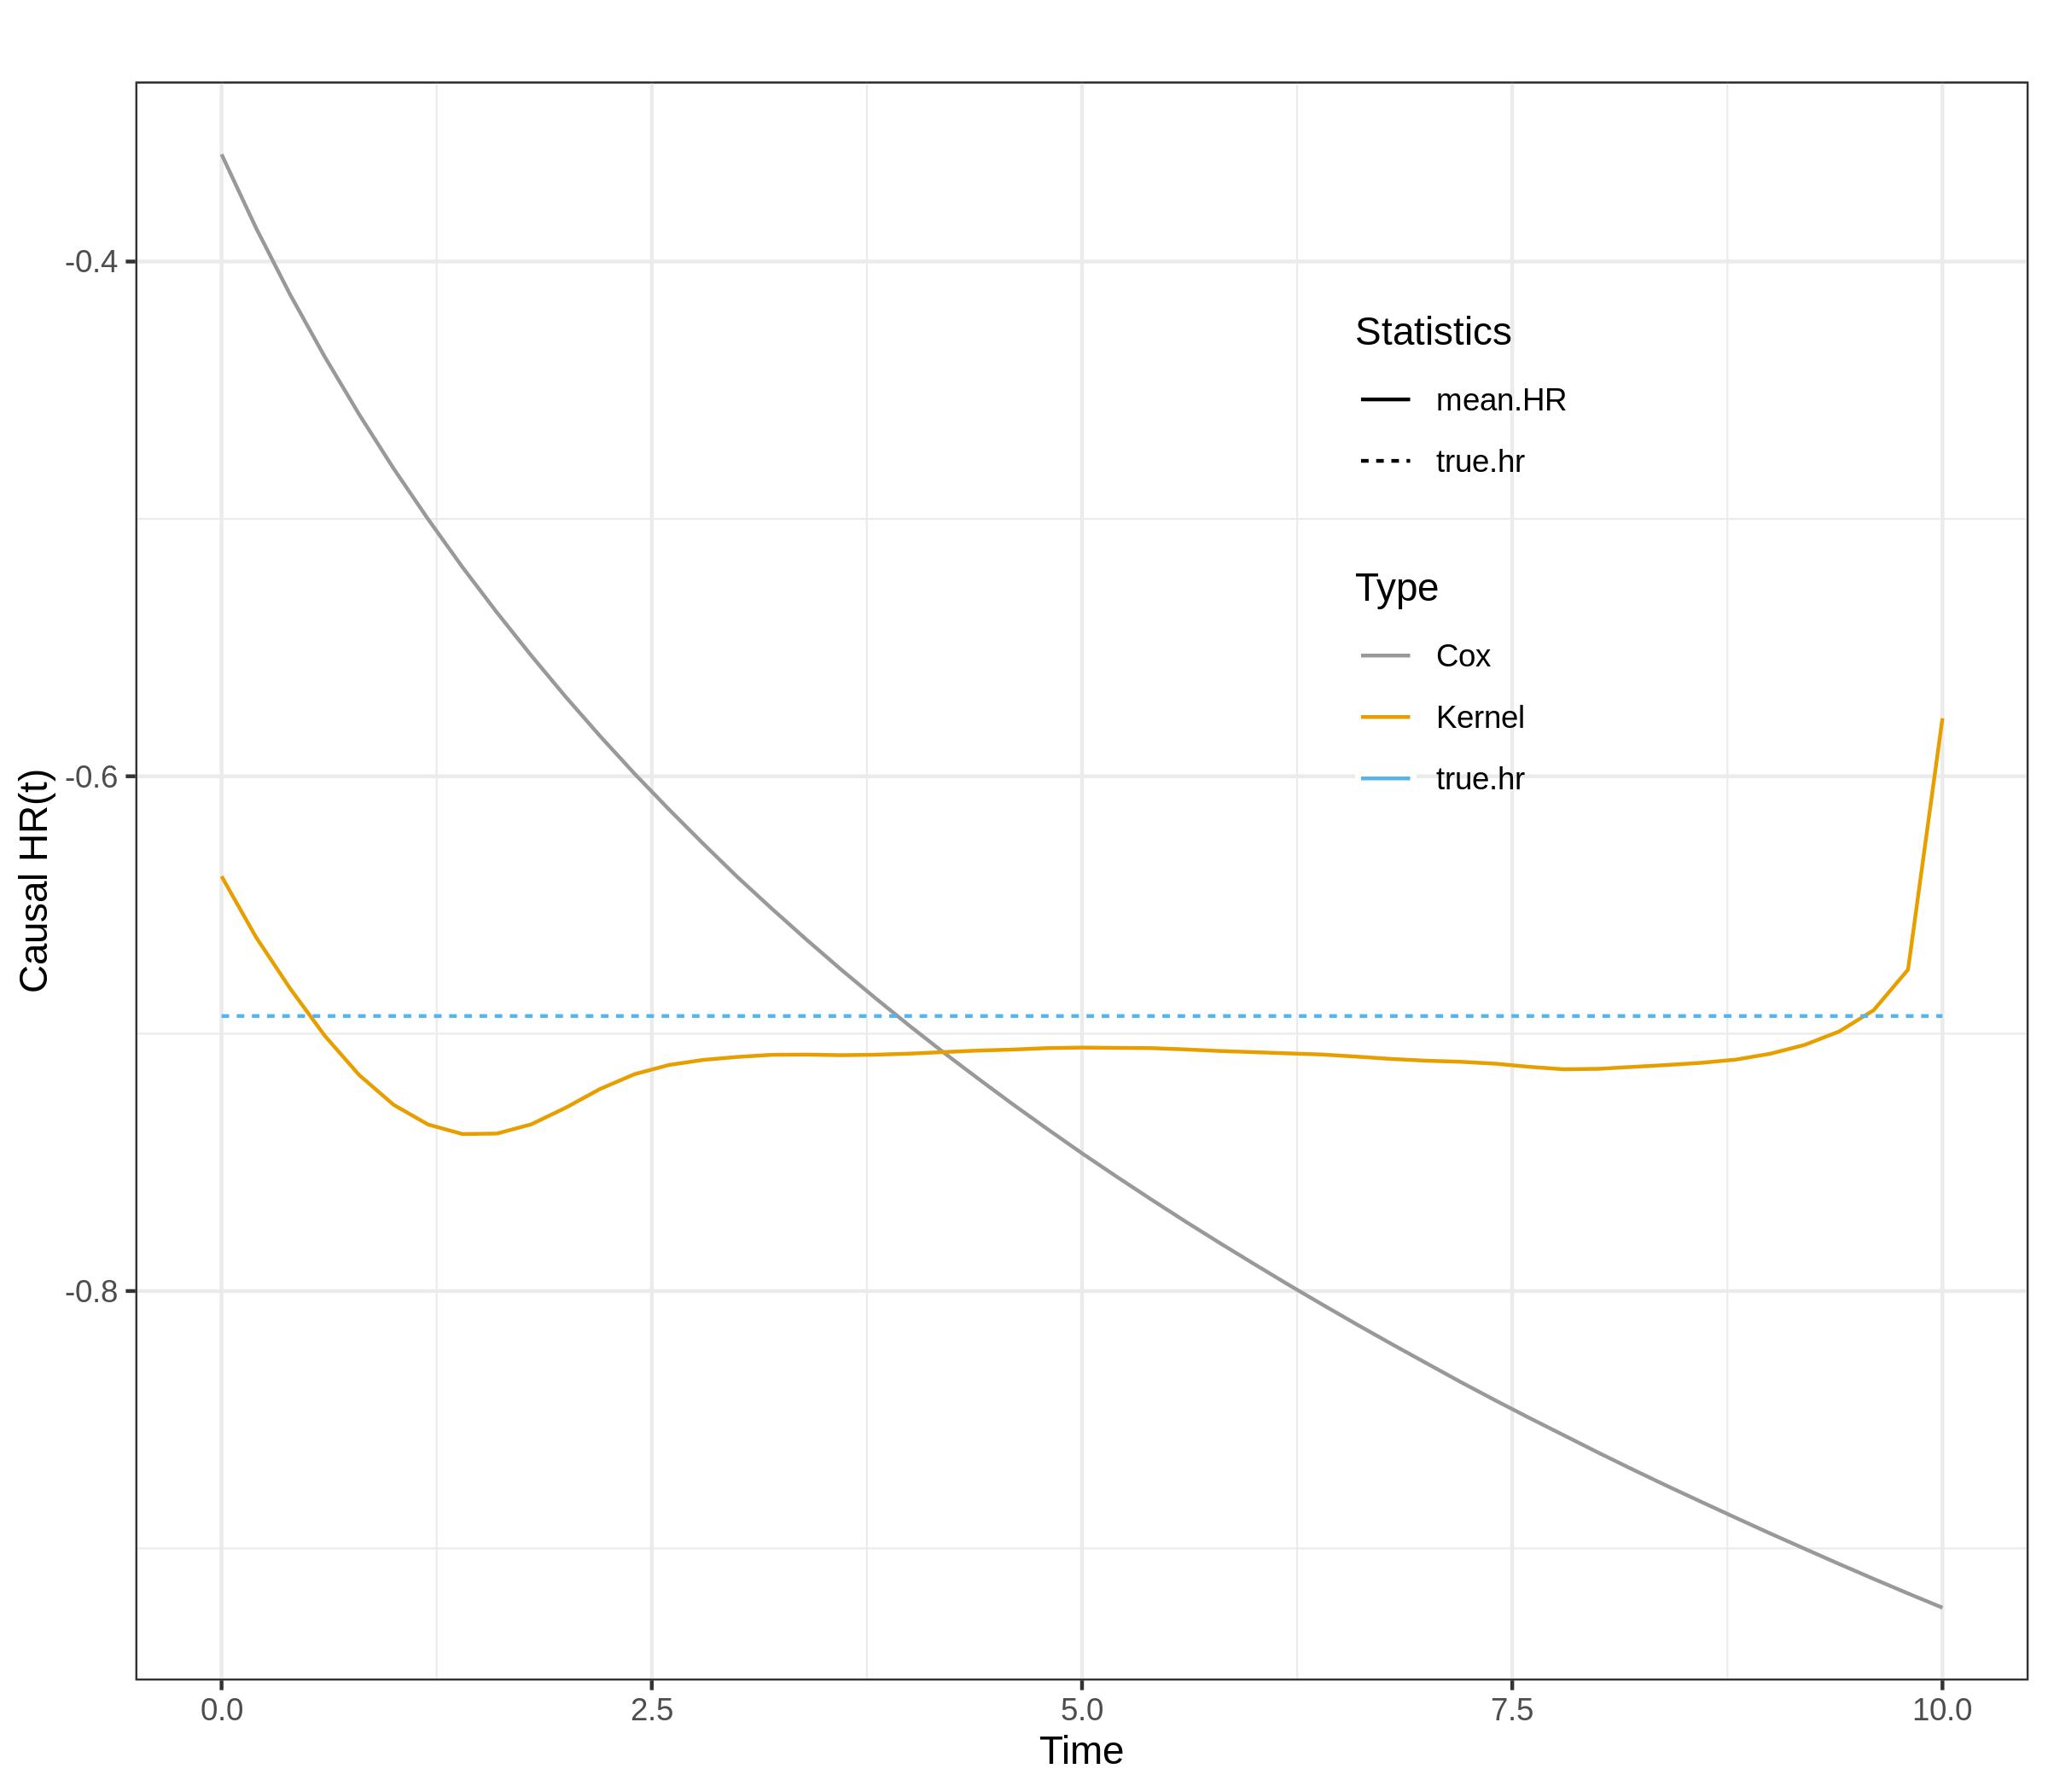 Causal HR(t)
-0.4
-0.6
-0.8
Statistics
mean.HR
true.hr
Type
Cox
Kernel
true.hr
0.0 2.5 5.0 7.5 10.0
Time